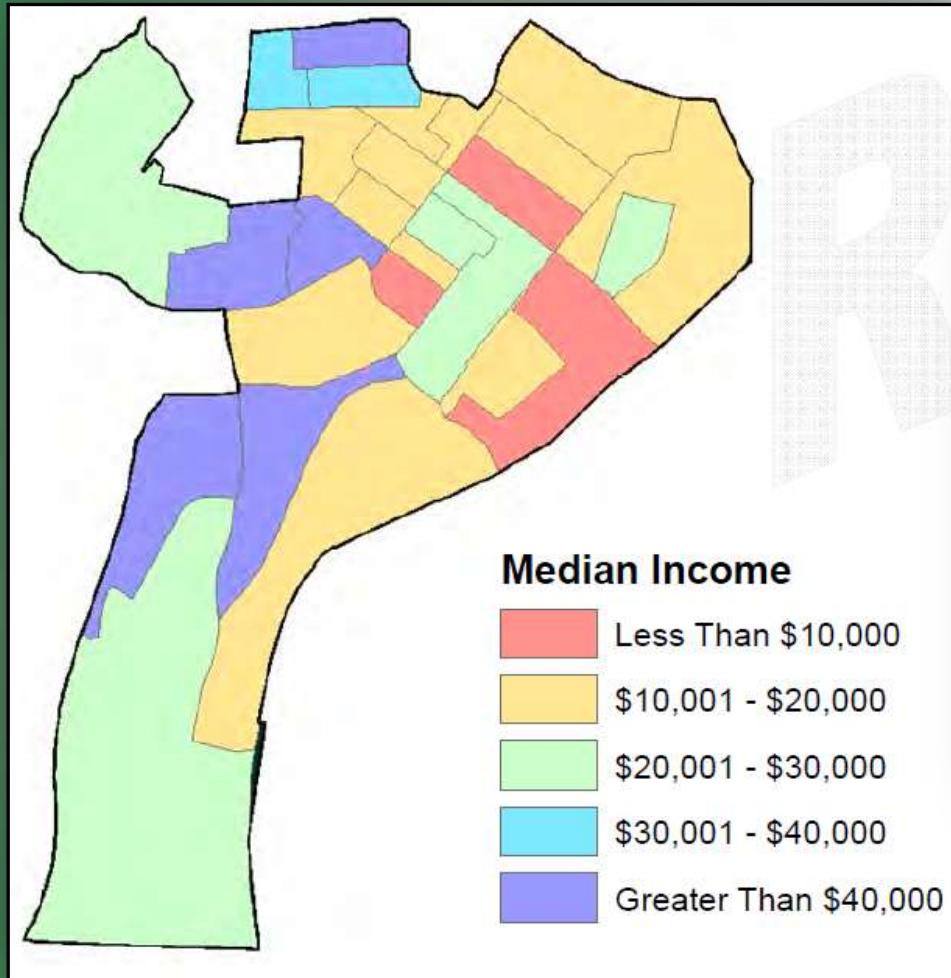 R
Median Income
Less Than $10,000
$10,001 - $20,000
$20,001 - $30,000
$30,001 - $40,000
Greater Than $40,000